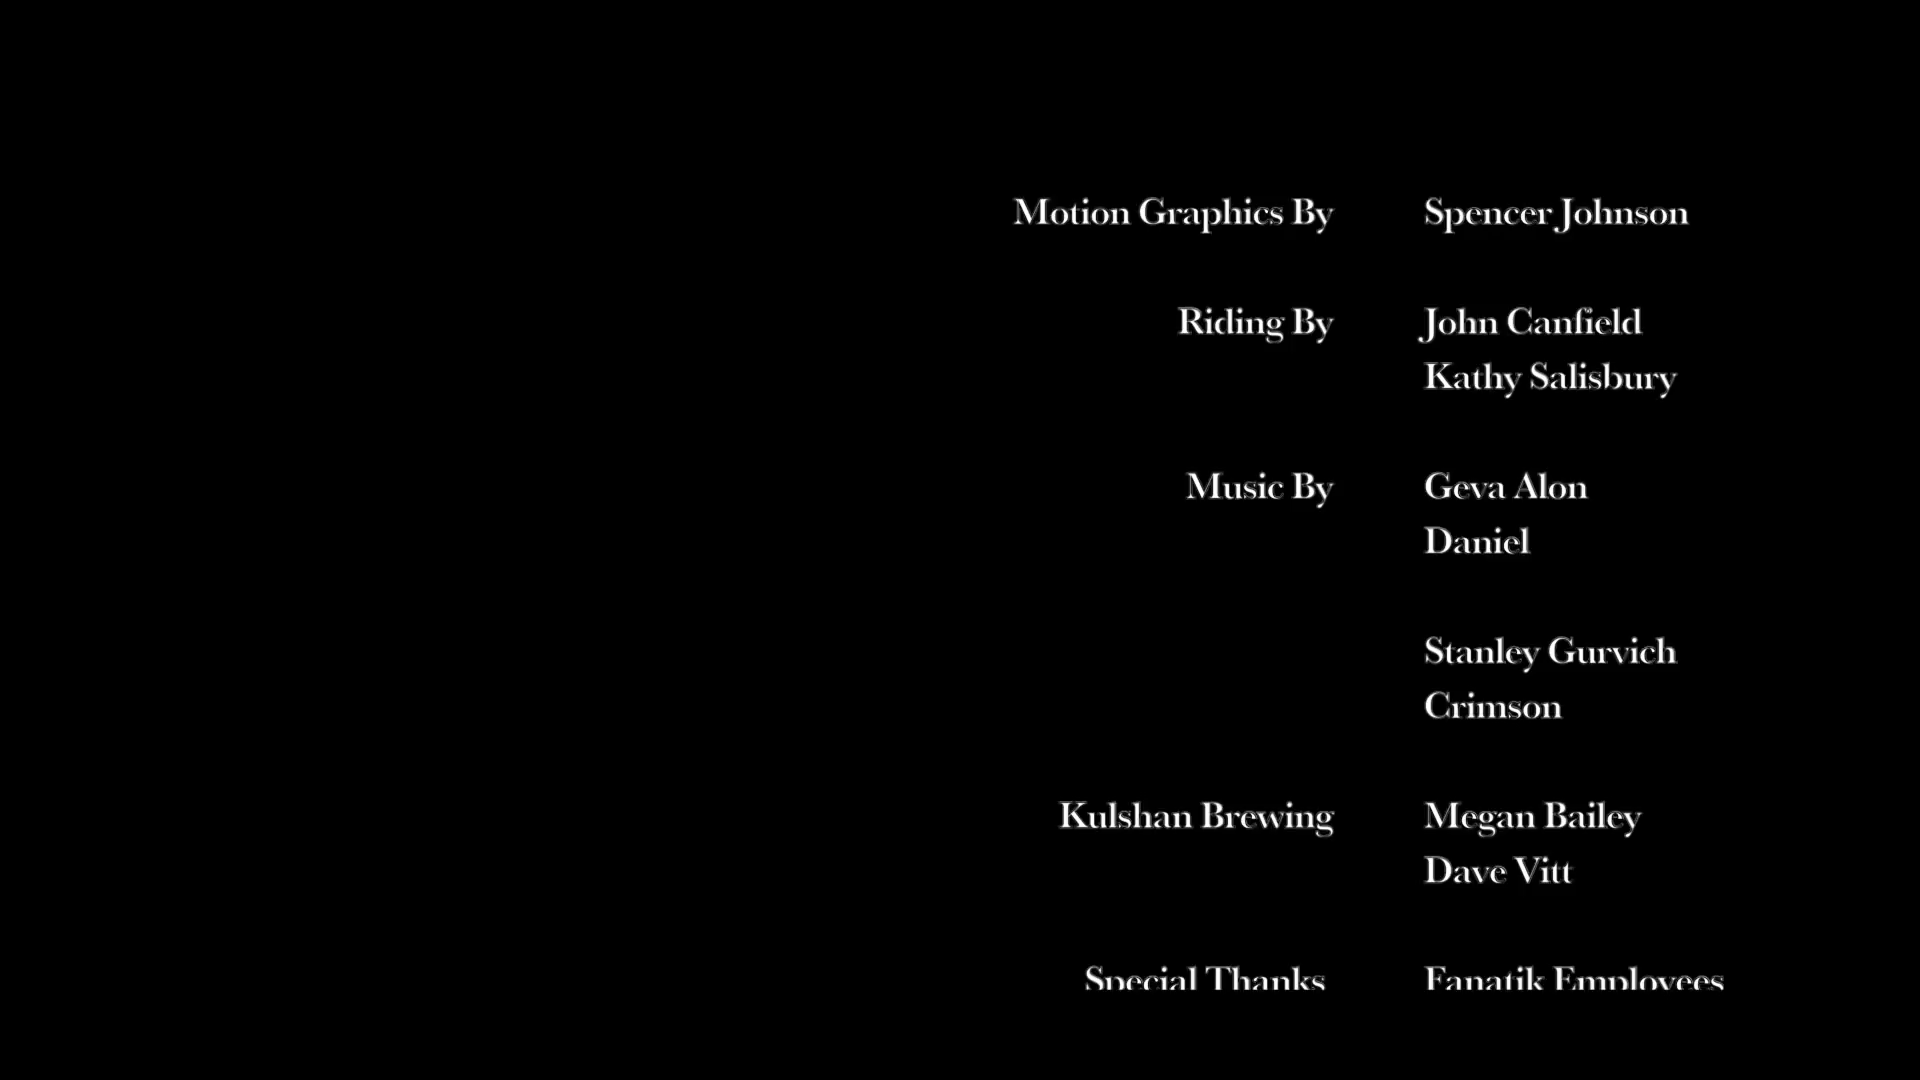 Motion Graphics By Spencer Johnson
Riding By John Canfield
Kathy Salisbury
Music By Geva Alon
Daniel
Stanley Gurvich
Crimson
Kulshan Brewing Megan Bailey
Dave Vitt
Special Thanks Fanatik Employees